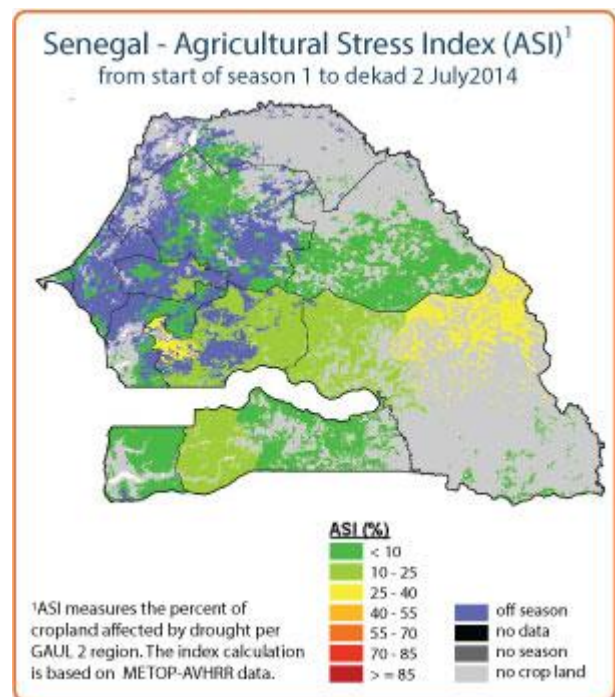 Senegal - Agricultural Stress Index (ASI)¹
from start of season 1 to dekad 2 July2014
ASI (%)
< 10
10 - 25
25 - 40
40 - 55
55 - 70
70 - 85
> = 85
off season
no data
no season
no crop land
¹ASI measures the percent of
cropland affected by drought per
GAUL 2 region. The index calculation
is based on METOP-AVHRR data.